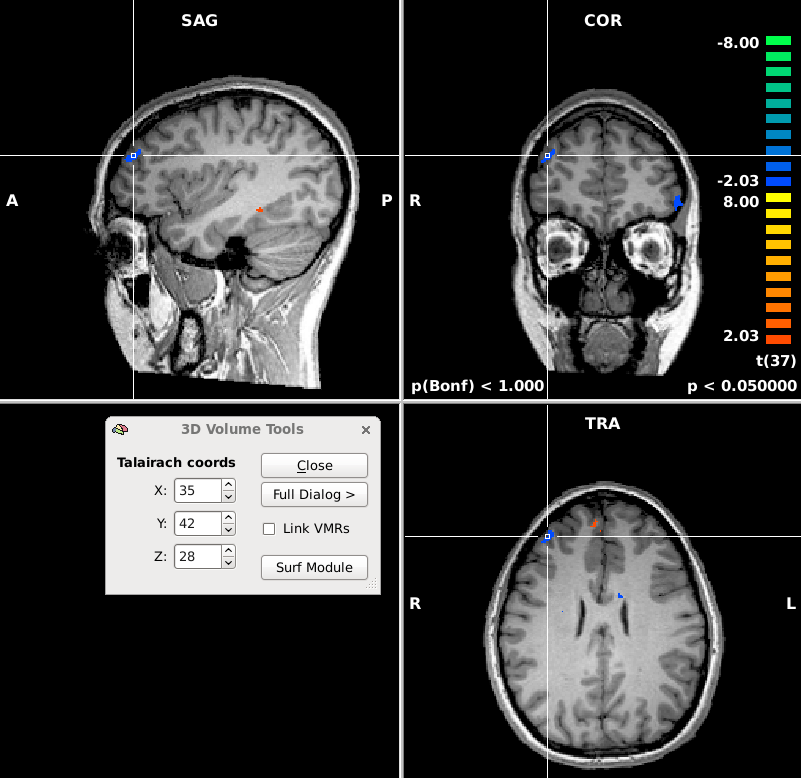 SAG
A
P
COR
-8.00
-2.03
8.00
2.03
t(37)
R
p(Bonf) < 1.000
p < 0.050000
3D Volume Tools
Talairach coords
Close
X: 35
Full Dialog >
Y: 42
Link VMRs
Z: 28
Surf Module
TRA
R
L